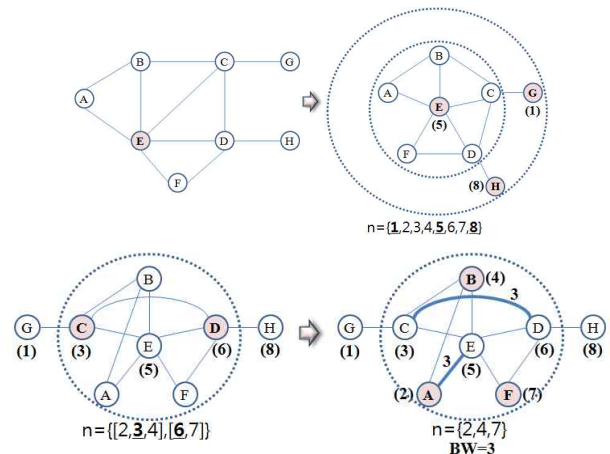 B C G
A
E D H
F
B
A C G
E (1)
(5)
F D
(8) H
n={1,2,3,4,5,6,7,8}
B
G C D H
(1) (3) E (6) (8)
(5)
A F
n={[2,3,4],[6,7]}
B (4)
3
G C D H
(1) (3) E (6) (8)
3 (5)
(2) A F (7)
n={2,4,7}
BW=3